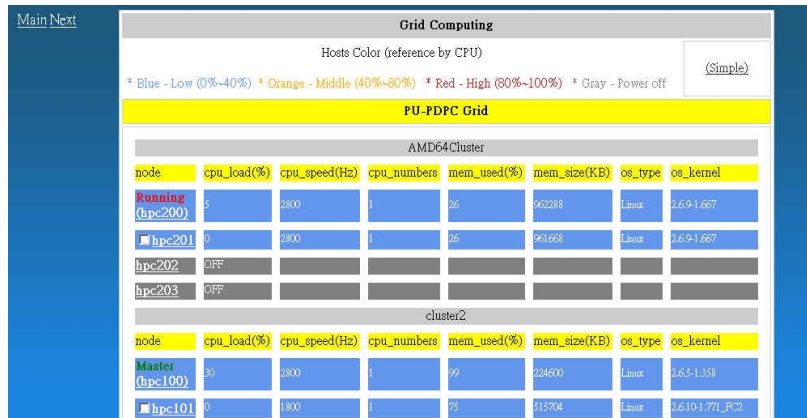 Main Next
Grid Computing
Hosts Color (reference by CPU)
* Blue - Low (0%~40%) * Orange - Middle (40%~80%) * Red - High (80%~100%) * Gray - Power off
(Simple)
PU-PDPC Grid
AMD64Cluster
node cpu_load(%) cpu_speed(Hz) cpu_numbers mem_used(%) mem_size(KB) os_type os_kernel
Running
(hpc200) 5 2800 1 26 962288 Linux 2.6.9-1.667
hpc201 0 2800 1 26 961668 Linux 2.6.9-1.667
hpc202 OFF
hpc203 OFF
cluster2
node cpu_load(%) cpu_speed(Hz) cpu_numbers mem_used(%) mem_size(KB) os_type os_kernel
Master
(hpc100) 30 2800 1 99 224600 Linux 2.6.5-1.358
hpc101 0 1800 1 75 515704 Linux 2.6.10-1.771_FC2